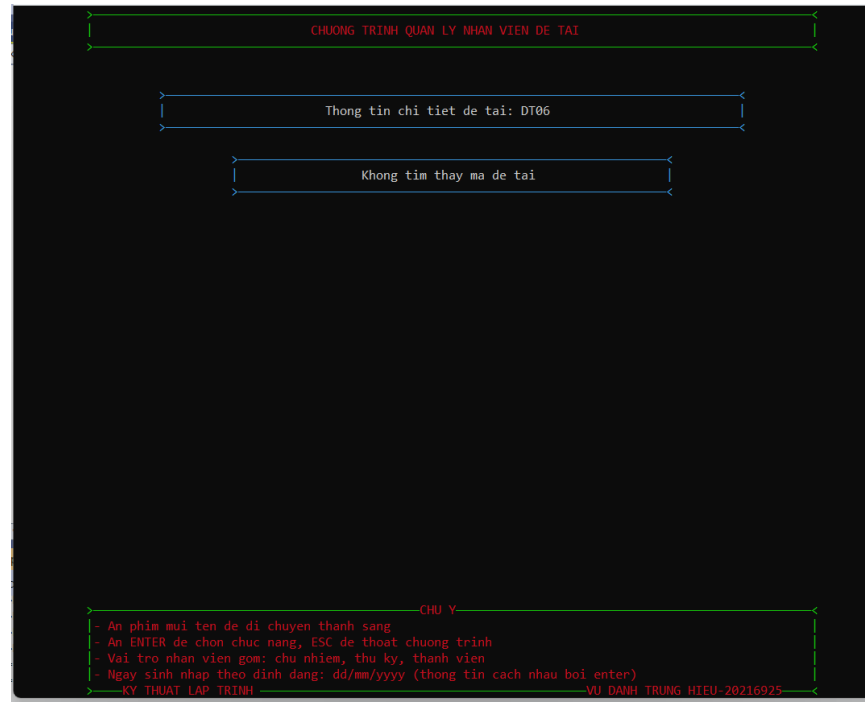 CHUONG TRINH QUAN LY NHAN VIEN DE TAI
Thong tin chi tiet de tai: DT06
Khong tim thay ma de tai
CHU Y
- An phim mui ten de di chuyen thanh sang
- An ENTER de chon chuc nang, ESC de thoat chuong trinh
- Vai tro nhan vien gom: chu nhiem, thu ky, thanh vien
- Ngay sinh nhap theo dinh dang: dd/mm/yyyy (thong tin cach nhau boi enter)
KY THUAT LAP TRINH VU DANH TRUNG HIEU-20216925